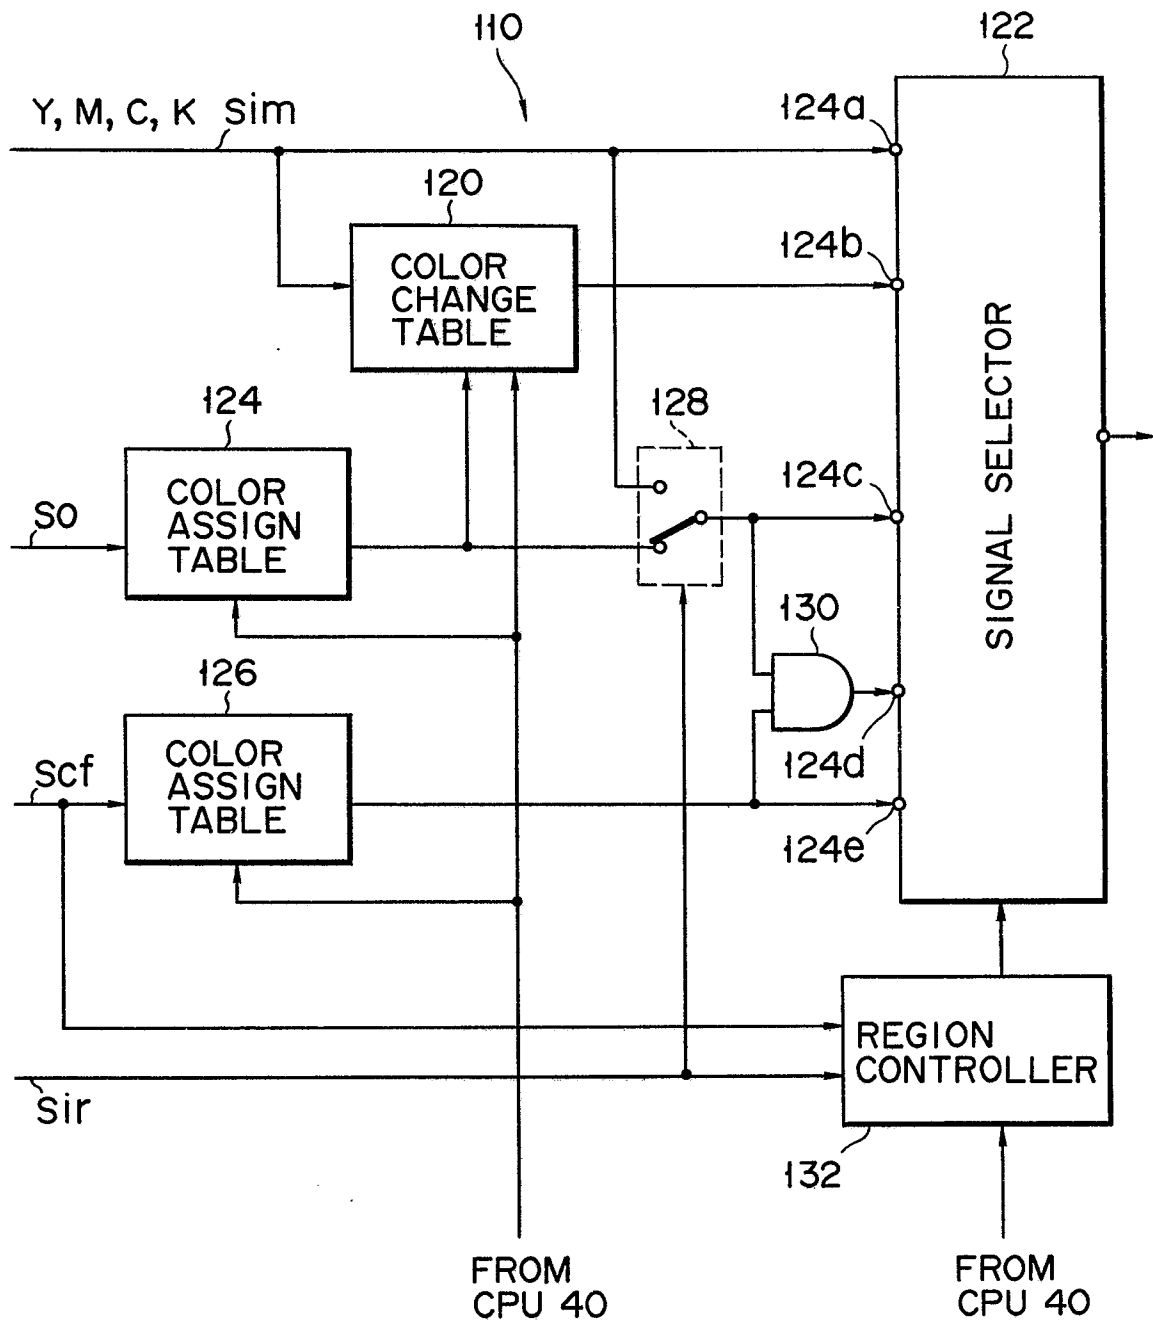 110
122
Y, M, C, K Sim
124a
120
COLOR
CHANGE
TABLE
124b
SIGNAL SELECTOR
124
128
COLOR
ASSIGN
TABLE
So
124c
130
126
COLOR
ASSIGN
TABLE
Scf
124d
124e
REGION
CONTROLLER
Sir
132
FROM
CPU 40
FROM
CPU 40